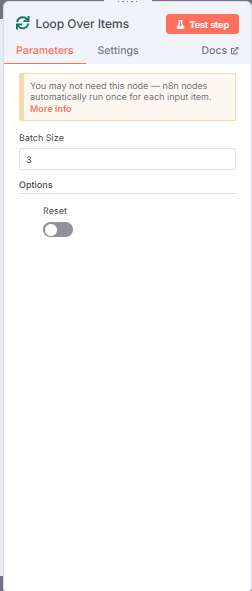 Loop Over Items
Test step
Parameters
Settings
Docs
You may not need this node — n8n nodes
automatically run once for each input item.
More info
Batch Size
3
Options
Reset